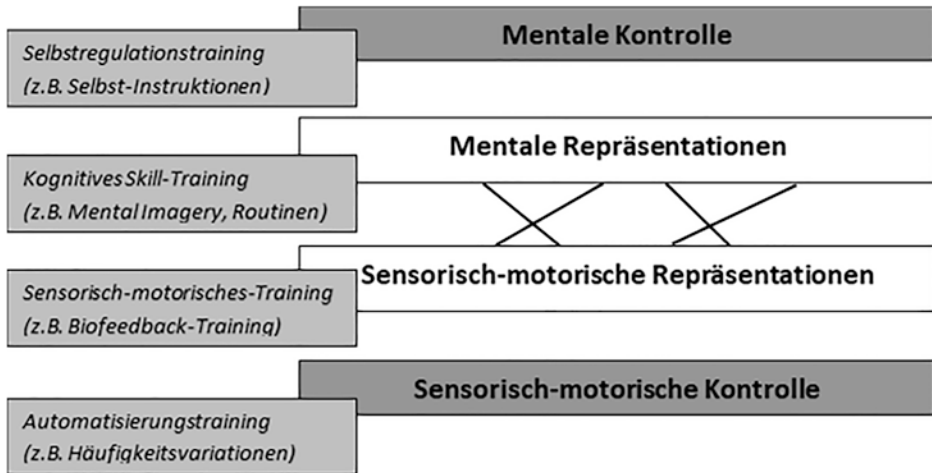 Mentale Kontrolle
Selbstregulationstraining
(z.B. Selbst-Instruktionen)
Mentale Repräsentationen
Kognitives Skill-Training
(z.B. Mental Imagery, Routinen)
Sensorisch-motorische Repräsentationen
Sensorisch-motorisches-Training
(z.B. Biofeedback-Training)
Sensorisch-motorische Kontrolle
Automatisierungstraining
(z.B. Häufigkeitsvariationen)